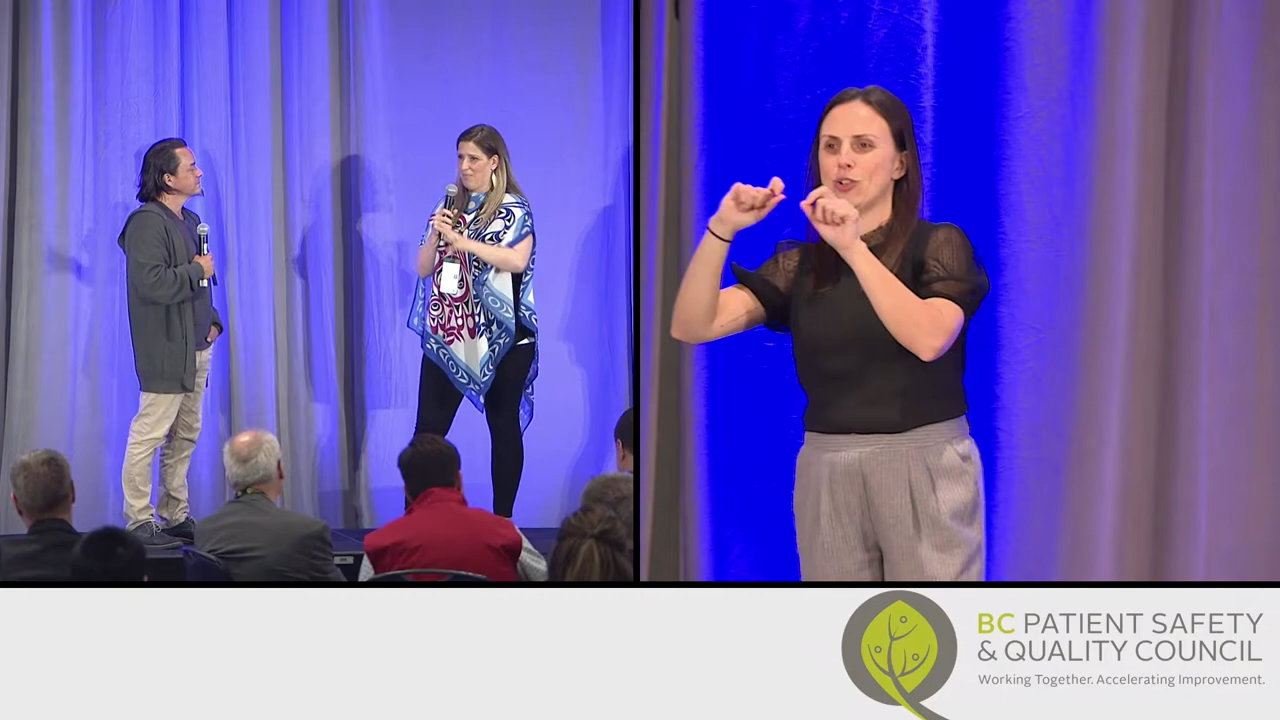 BC PATIENT SAFETY
& QUALITY COUNCIL
Working Together. Accelerating Improvement.